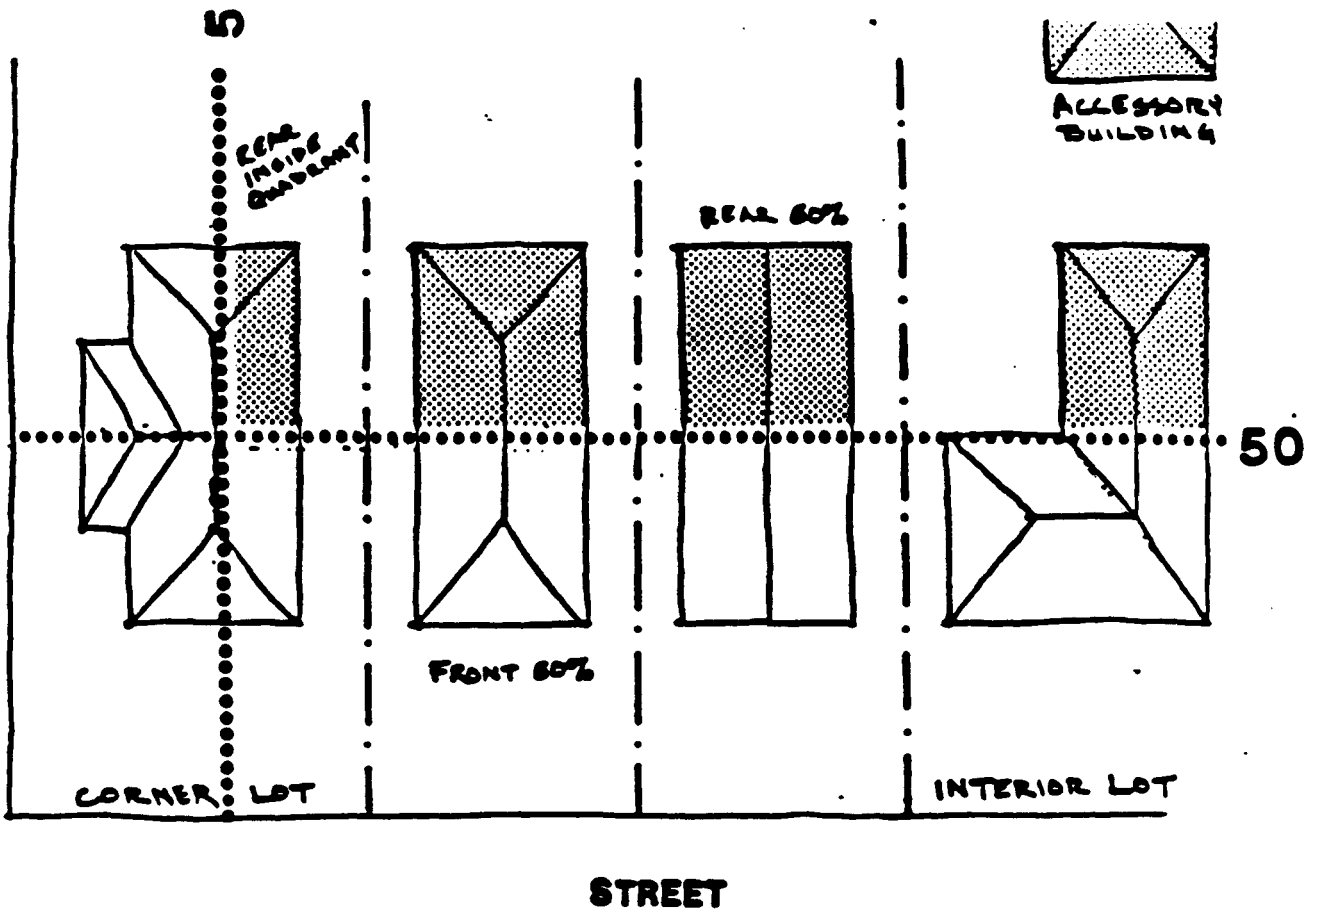 5
REAR
INSIDE
QUADRANT
ACCESSORY
BUILDING
REAR 50%
50
FRONT 50%
CORNER LOT
INTERIOR LOT
STREET